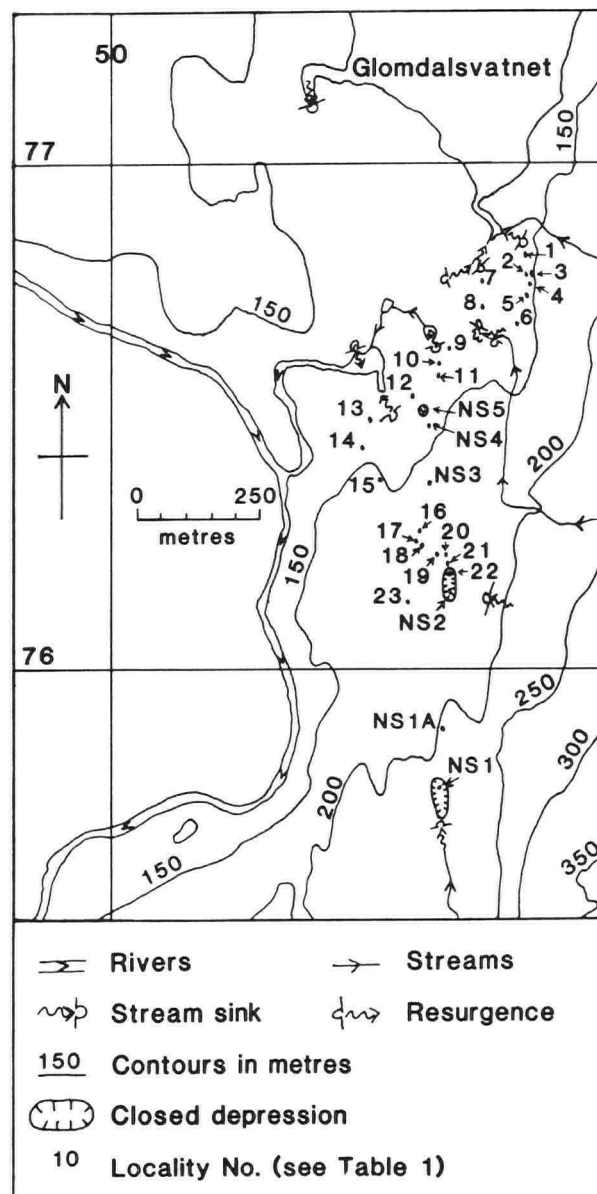 50
Glomdalsvatnet
150
77
1
2
3
7
4
8
5
6
150
9
10
11
N
12
NS5
13
NS4
200
14
0 250
15
NS3
metres
16
17
20
18
21
150
19
22
23
NS2
76
250
NS1A
300
NS1
200
150
350
Rivers
Streams
Stream sink
Resurgence
150 Contours in metres
Closed depression
10 Locality No. (see Table 1)